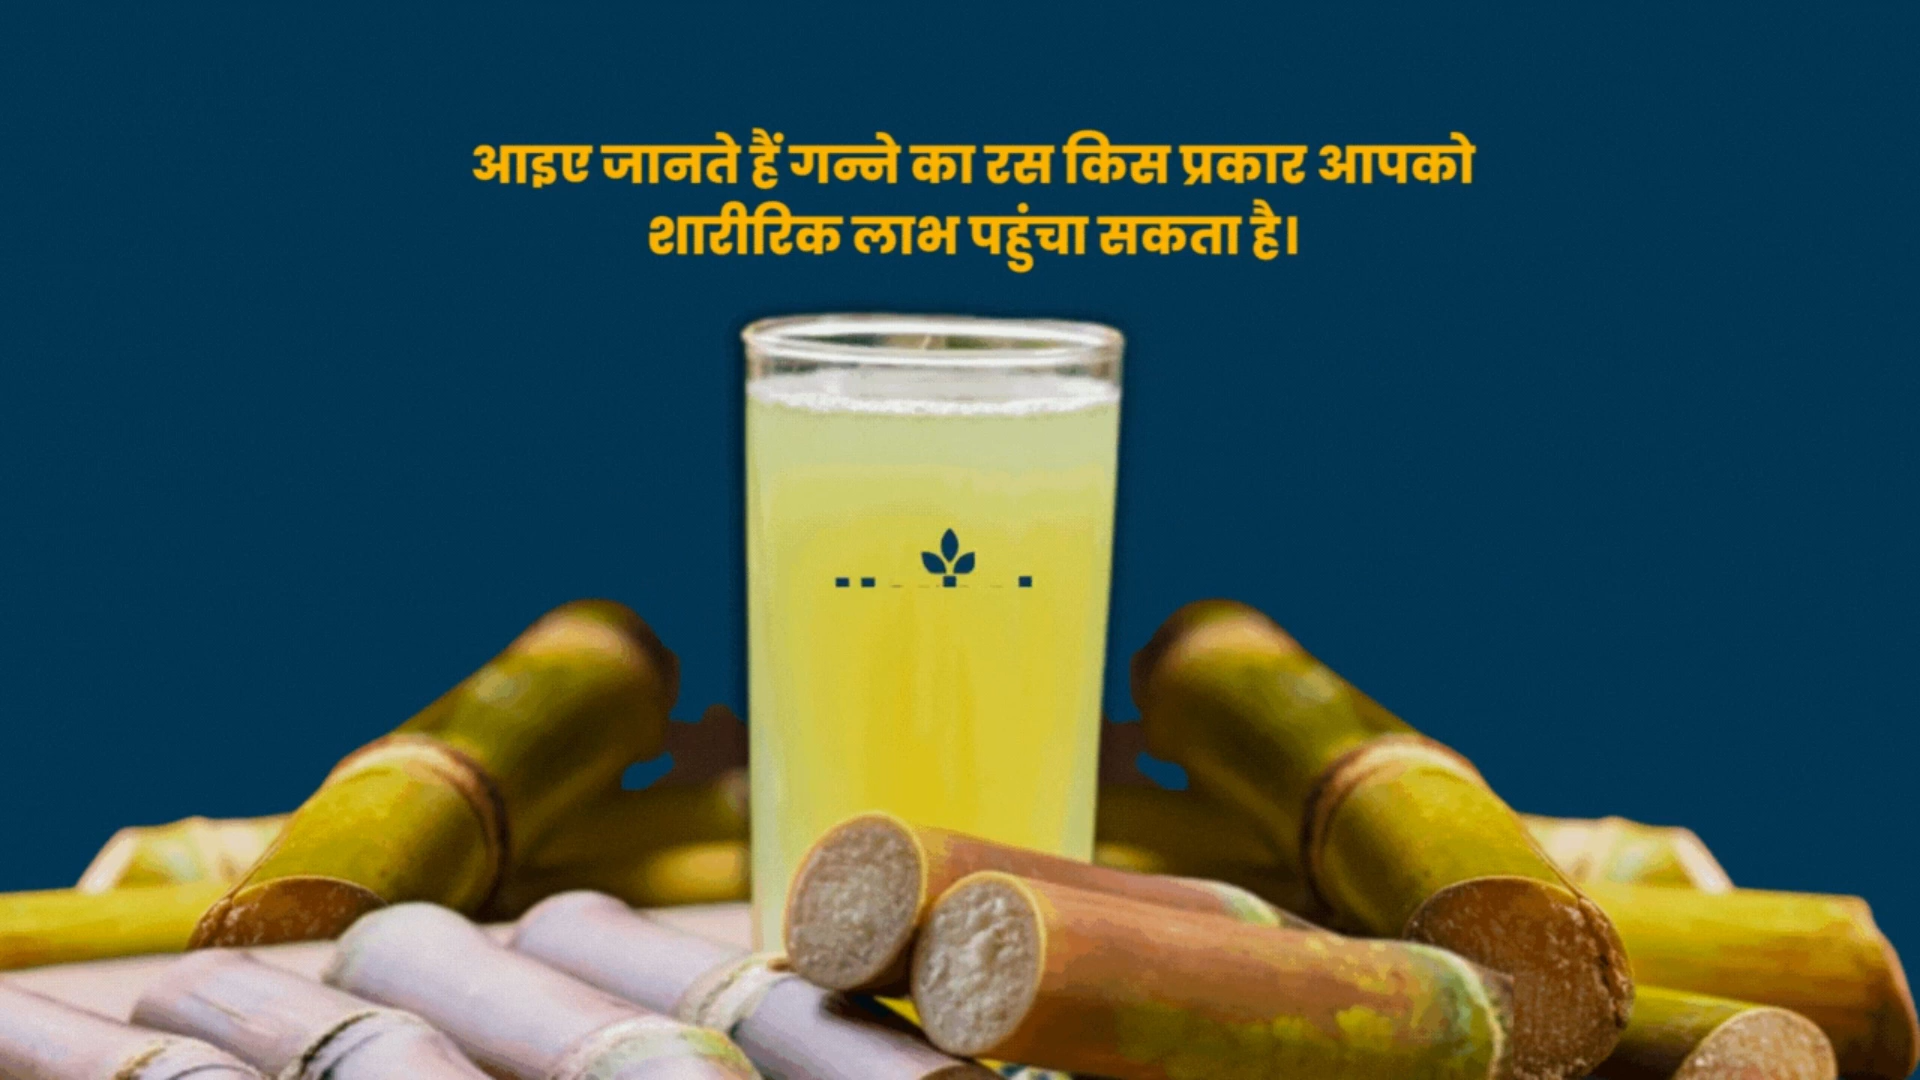 आइए जानते हैं गन्ने का रस किस प्रकार आपको
शारीरिक लाभ पहुंचा सकता है।